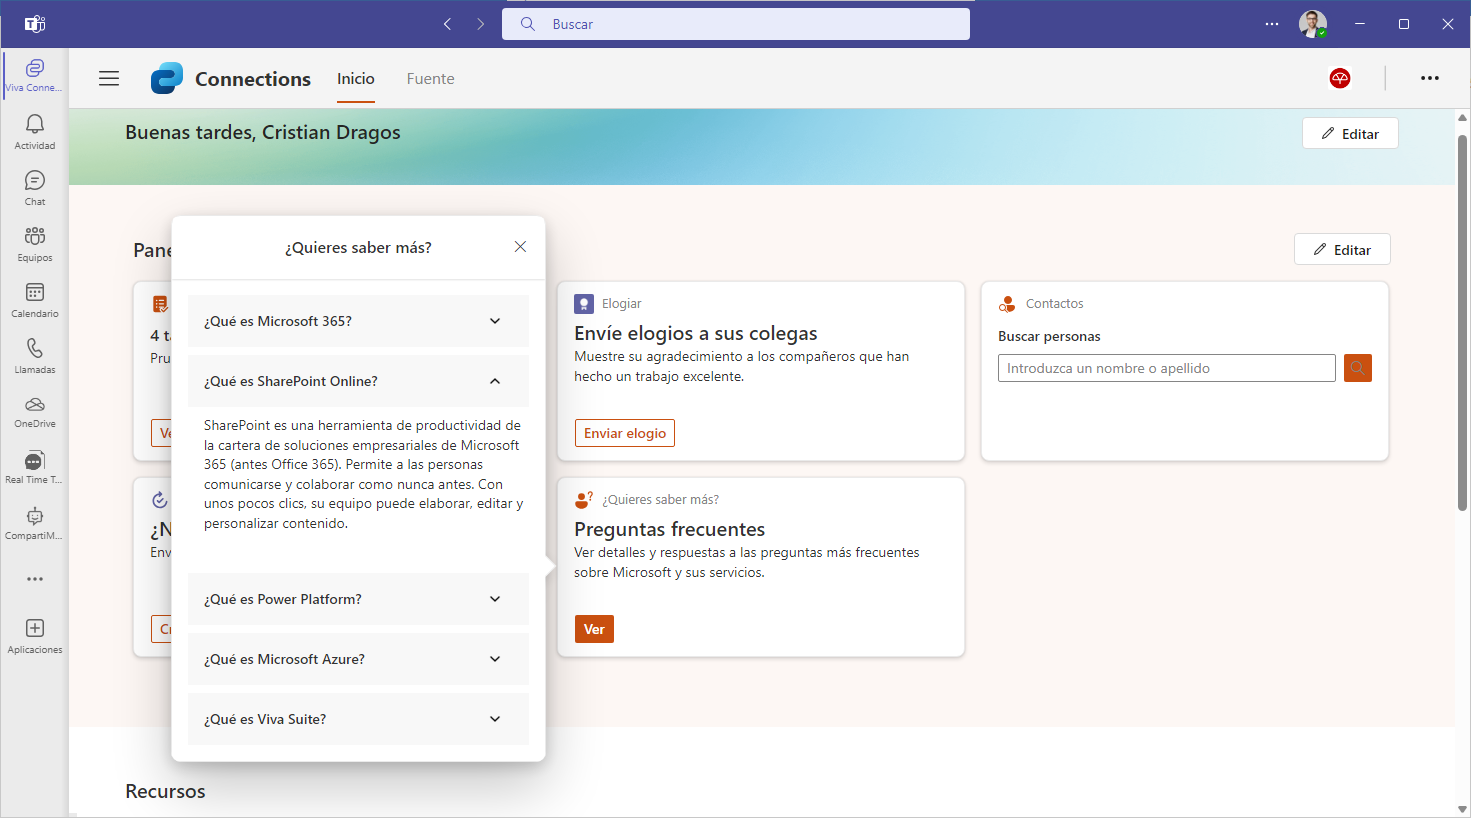 Buscar
Viva Conne...
Actividad
Chat
Equipos
Calendario
Llamadas
OneDrive
Real Time T...
CompartiM...
Aplicaciones
Connections
Inicio
Fuente
Buenas tardes, Cristian Dragos
Editar
Pane
Editar
4 ta
Pru
Ve
¿N
Env
Cr
¿Quieres saber más?
¿Qué es Microsoft 365?
¿Qué es SharePoint Online?
SharePoint es una herramienta de productividad de
la cartera de soluciones empresariales de Microsoft
365 (antes Office 365). Permite a las personas
comunicarse y colaborar como nunca antes. Con
unos pocos clics, su equipo puede elaborar, editar y
personalizar contenido.
¿Qué es Power Platform?
¿Qué es Microsoft Azure?
¿Qué es Viva Suite?
Elogiar
Envíe elogios a sus colegas
Muestre su agradecimiento a los compañeros que han
hecho un trabajo excelente.
Enviar elogio
Contactos
Buscar personas
Introduzca un nombre o apellido
¿Quieres saber más?
Preguntas frecuentes
Ver detalles y respuestas a las preguntas más frecuentes
sobre Microsoft y sus servicios.
Ver
Recursos